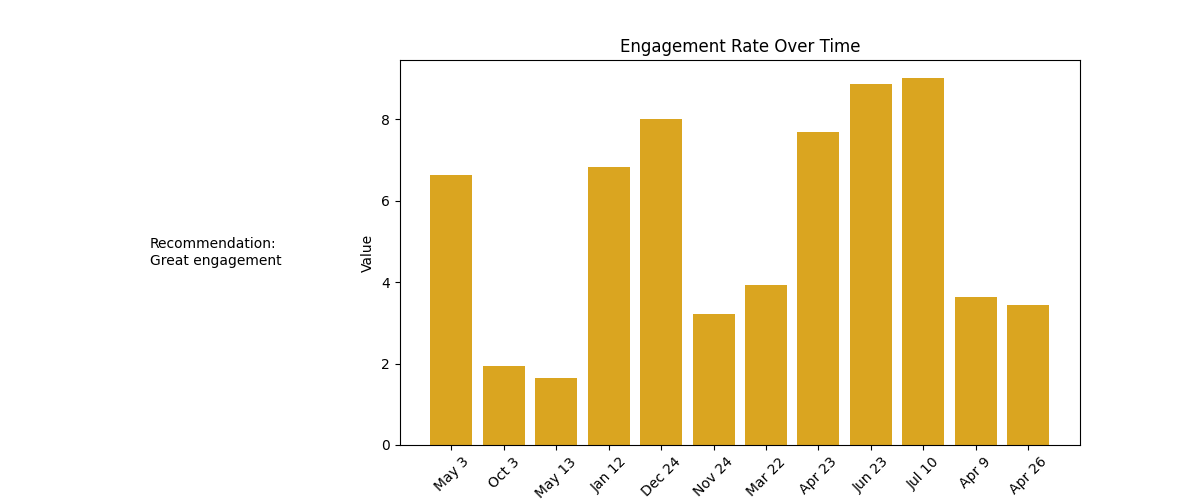 Engagement Rate Over Time
Recommendation:
Great engagement
Value
8
6
4
2
0
May 3
Oct 3
May 13
Jan 12
Dec 24
Nov 24
Mar 22
Apr 23
Jun 23
Jul 10
Apr 9
Apr 26